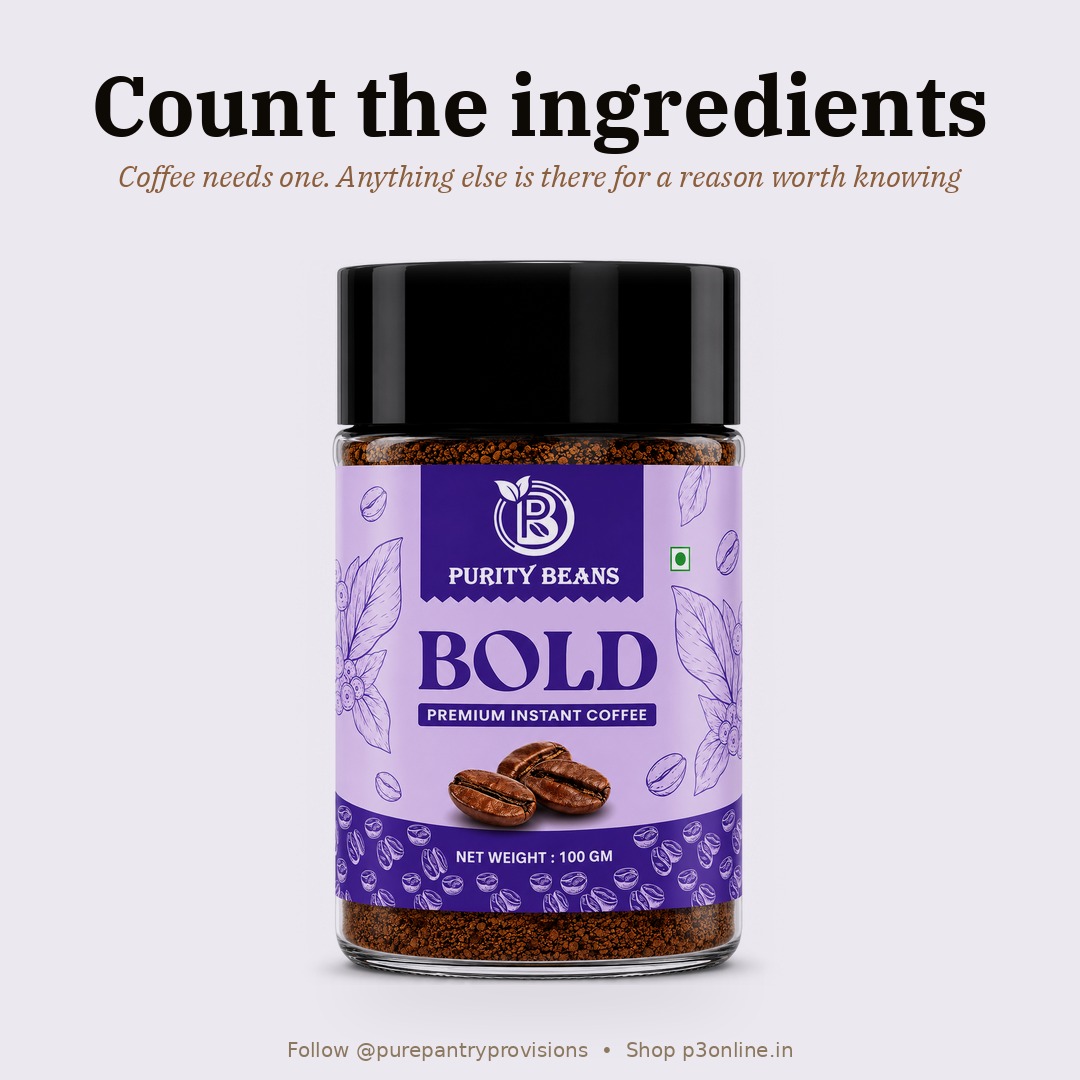 Count the ingredients
Coffee needs one. Anything else is there for a reason worth knowing
PURITY BEANS
BOLD
PREMIUM INSTANT COFFEE
NET WEIGHT : 100 GM
Follow @purepantryprovisions • Shop p3online.in